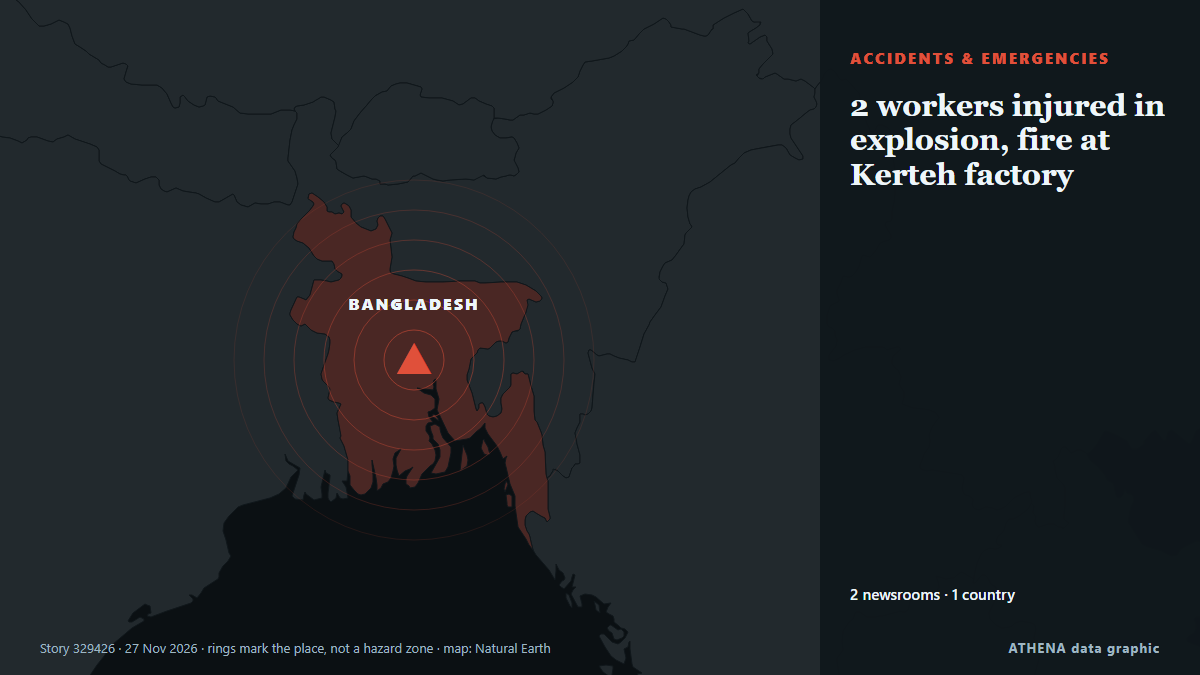 ACCIDENTS & EMERGENCIES
2 workers injured in
explosion, fire at
Kerteh factory
BANGLADESH
2 newsrooms · 1 country
Story 329426 · 27 Nov 2026 · rings mark the place, not a hazard zone · map: Natural Earth
ATHENA data graphic